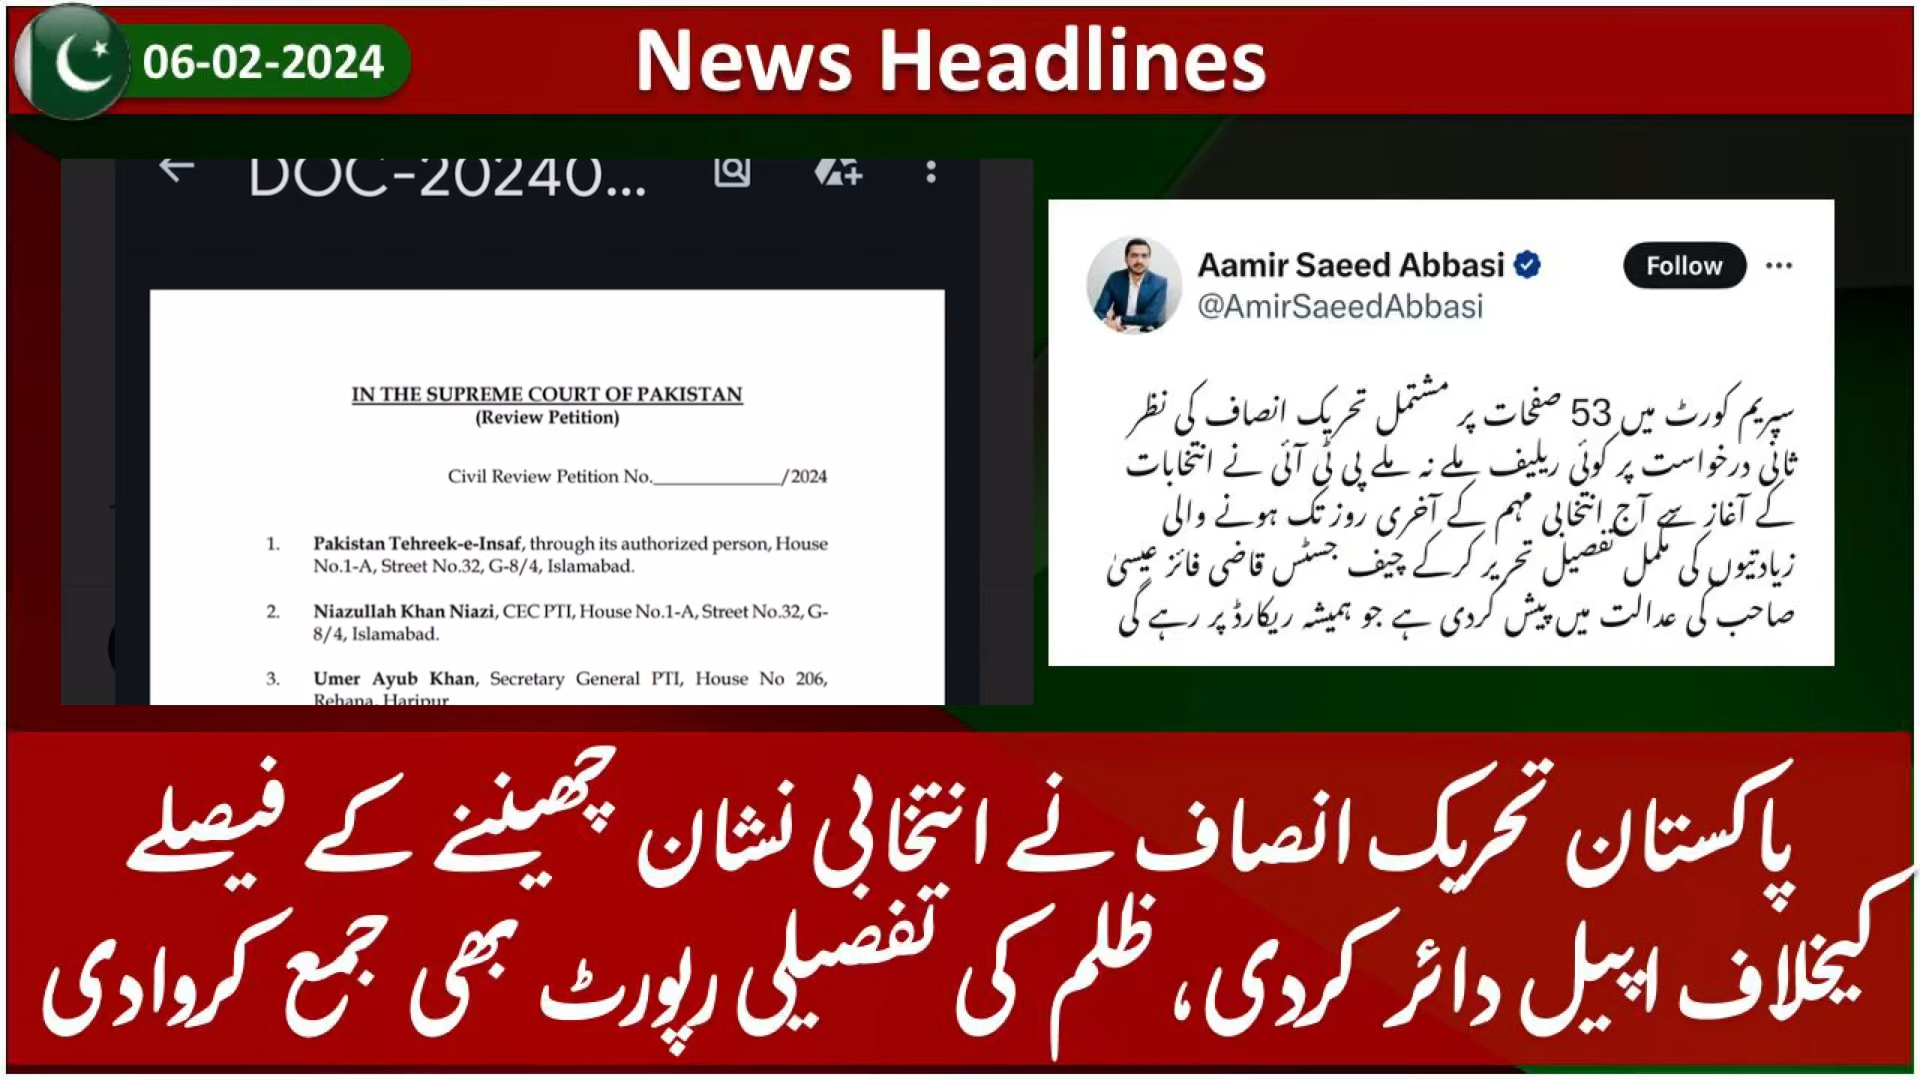 06-02-2024
News Headlines
DOC-20240...
IN THE SUPREME COURT OF PAKISTAN
(Review Petition)
Civil Review Petition No.____________/2024
1. Pakistan Tehreek-e-Insaf, through its authorized person, House
No.1-A, Street No.32, G-8/4, Islamabad.
2. Niazullah Khan Niazi, CEC PTI, House No.1-A, Street No.32, G-
8/4, Islamabad.
3. Umer Ayub Khan, Secretary General PTI, House No 206,
Rehana, Haripur
Aamir Saeed Abbasi
Follow
@AmirSaeedAbbasi
سپریم کورٹ میں 53 صفحات پر مشتمل تحریک انصاف کی نظر
ثانی درخواست پر کوئی ریلیف ملے نہ ملے پی ٹی آئی نے انتخابات
کے آغاز سے آج انتخابی مہم کے آخری روز تک ہونے والی
زیادتیوں کی مکمل تفصیل تحریر کرکے چیف جسٹس قاضی فائز عیسیٰ
صاحب کی عدالت میں پیش کردی ہے جو ہمیشہ ریکارڈ پر رہے گی
پاکستان تحریک انصاف نے انتخابی نشان چھیننے کے فیصلے
کیخلاف اپیل دائر کردی، ظلم کی تفصیلی رپورٹ بھی جمع کروادی